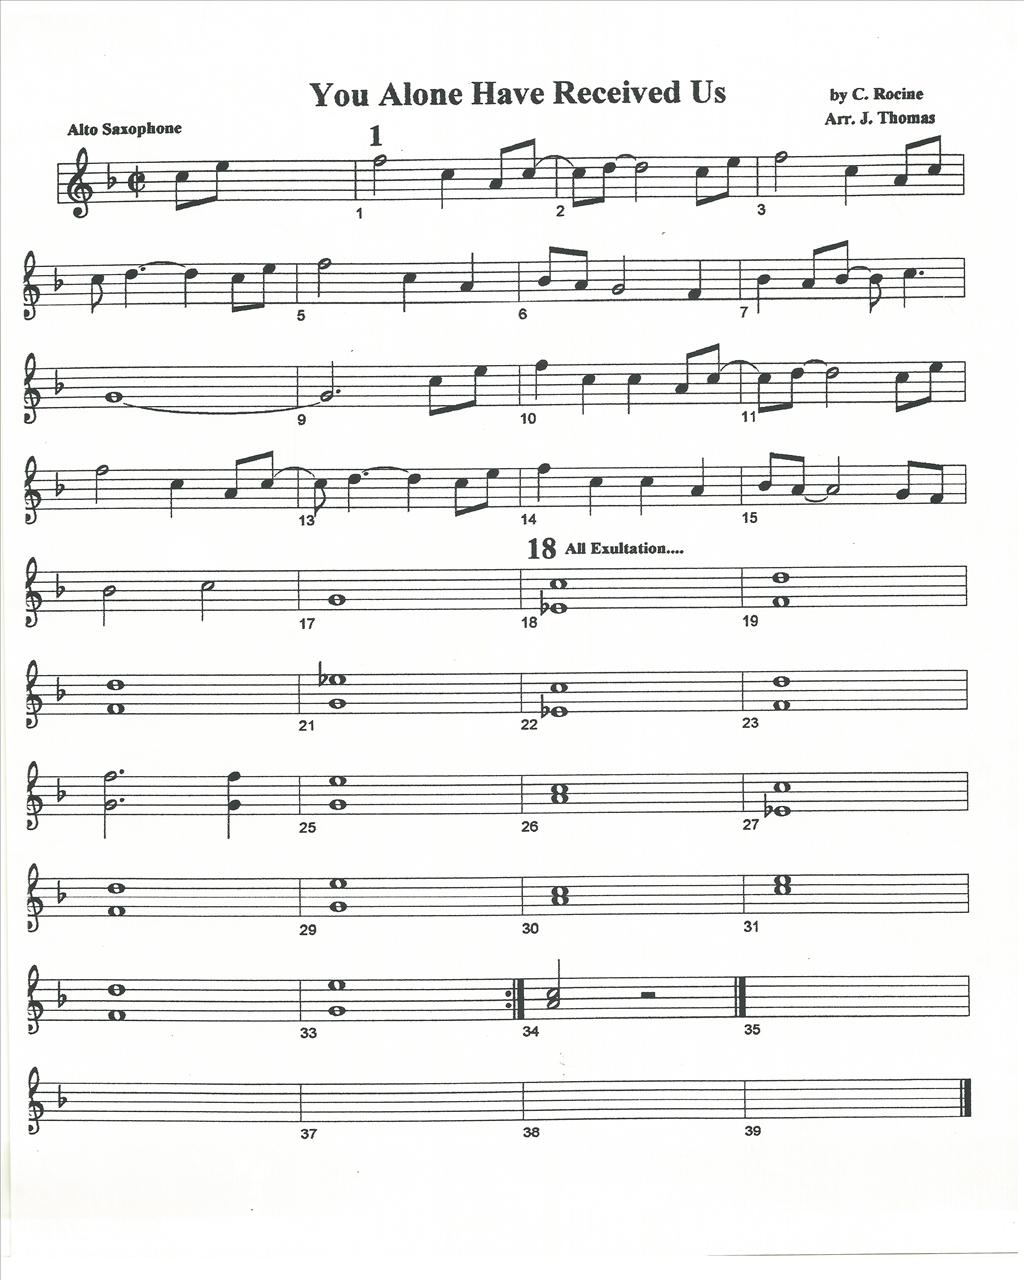 You Alone Have Received Us
by C. Rocine
Arr. J. Thomas
Alto Saxophone
1
1 2 3
5 6 7
9 10 11
13 14 15
18 All Exultation....
17 18 19
21 22 23
25 26 27
29 30 31
33 34 35
37 38 39